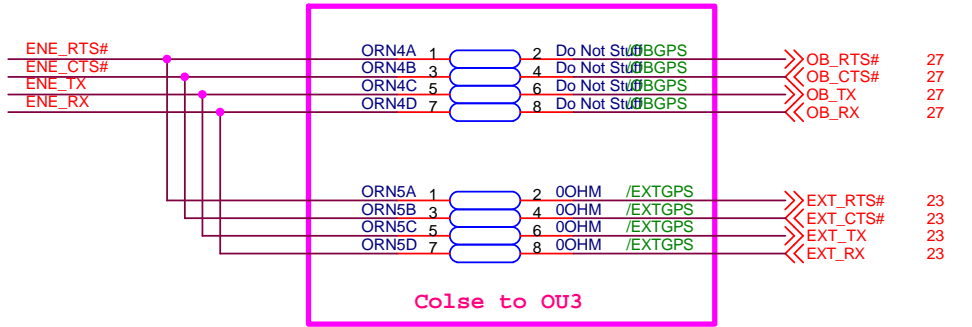 ENE_RTS# ORN4A 1 2 Do Not Stuff /OBGPS OB_RTS# 27
ENE_CTS# ORN4B 3 4 Do Not Stuff /OBGPS OB_CTS# 27
ENE_TX ORN4C 5 6 Do Not Stuff /OBGPS OB_TX 27
ENE_RX ORN4D 7 8 Do Not Stuff /OBGPS OB_RX 27
ORN5A 1 2 0OHM /EXTGPS EXT_RTS# 23
ORN5B 3 4 0OHM /EXTGPS EXT_CTS# 23
ORN5C 5 6 0OHM /EXTGPS EXT_TX 23
ORN5D 7 8 0OHM /EXTGPS EXT_RX 23
Colse to OU3